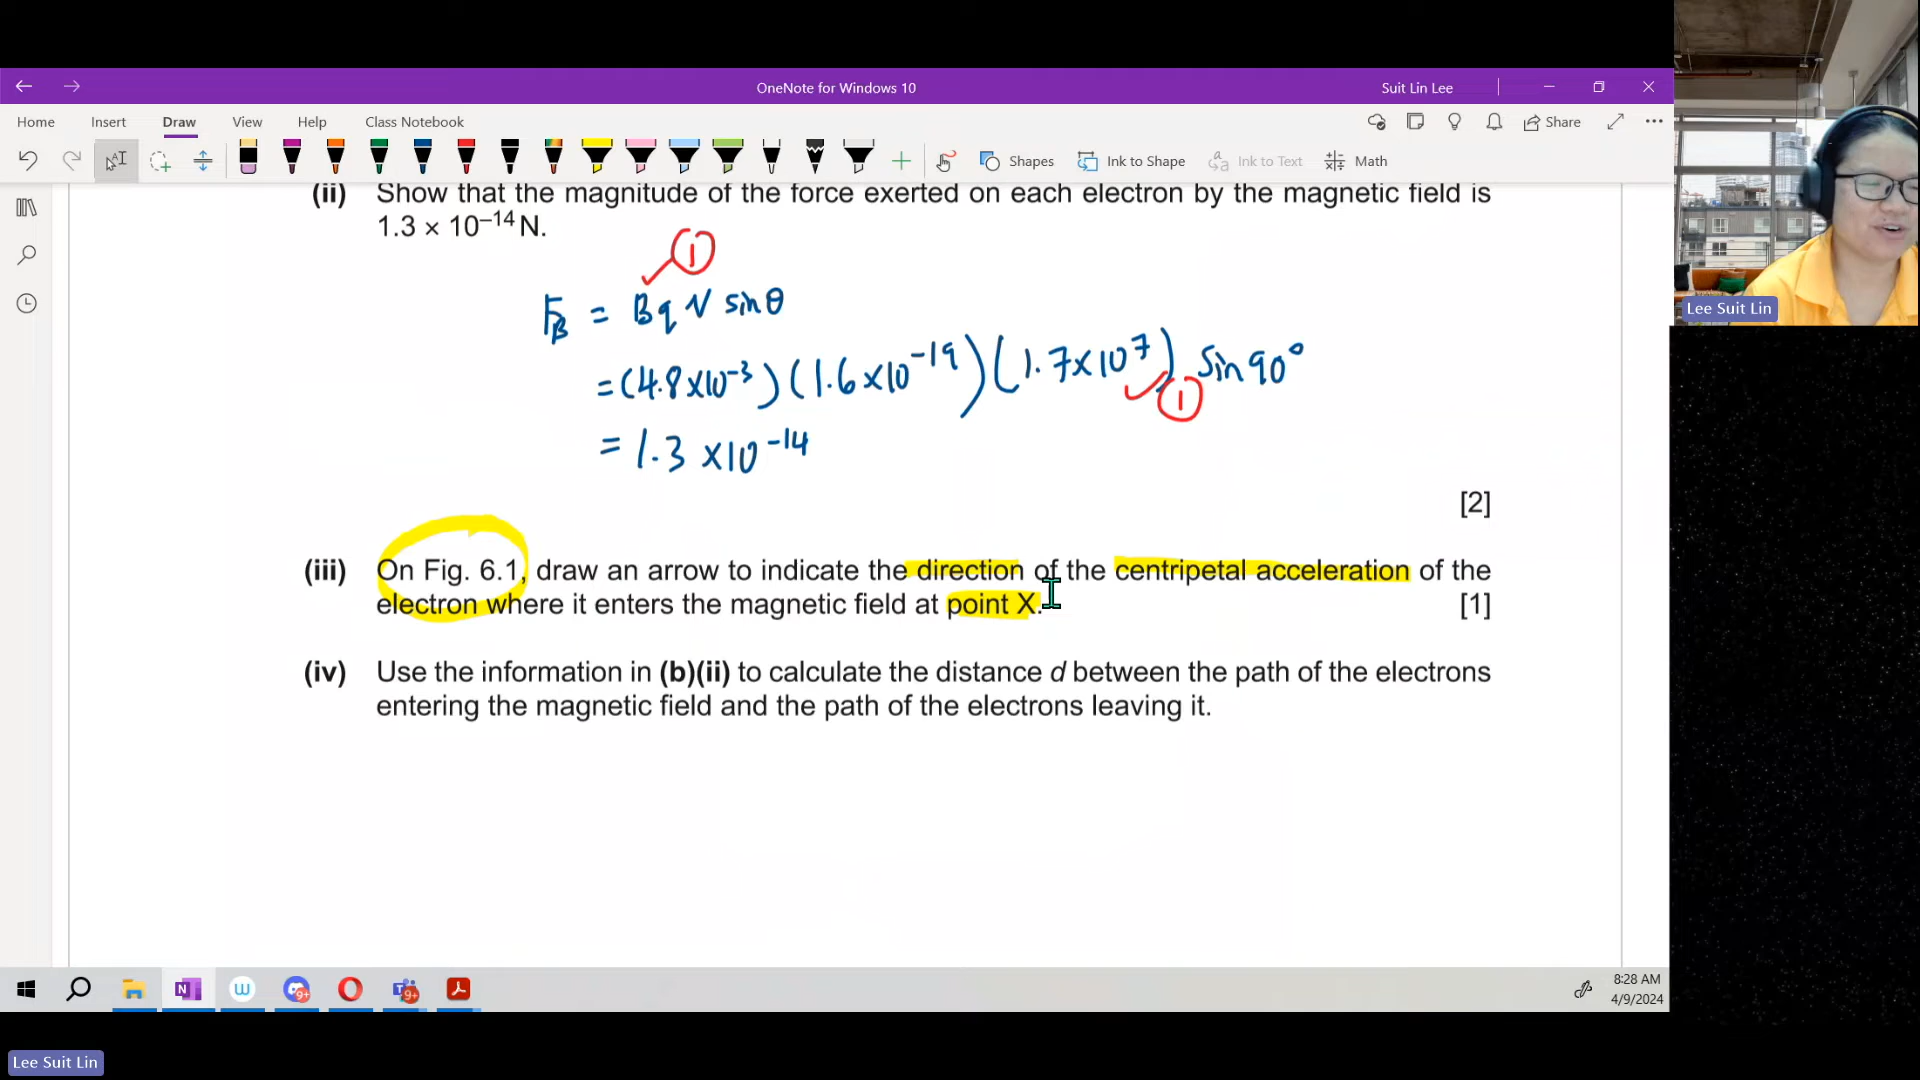 OneNote for Windows 10
Suit Lin Lee
Home Insert Draw View Help Class Notebook
Share
Shapes Ink to Shape Ink to Text Math
(ii) Show that the magnitude of the force exerted on each electron by the magnetic field is
1.3 × 10⁻¹⁴ N.
1
F_B = BqV sinθ
= (4.8×10⁻³)(1.6×10⁻¹⁹)(1.7×10⁷) sin 90°
1
= 1.3 ×10⁻¹⁴
[2]
(iii) On Fig. 6.1, draw an arrow to indicate the direction of the centripetal acceleration of the
electron where it enters the magnetic field at point X. [1]
(iv) Use the information in (b)(ii) to calculate the distance d between the path of the electrons
entering the magnetic field and the path of the electrons leaving it.
Lee Suit Lin
8:28 AM
4/9/2024
Lee Suit Lin